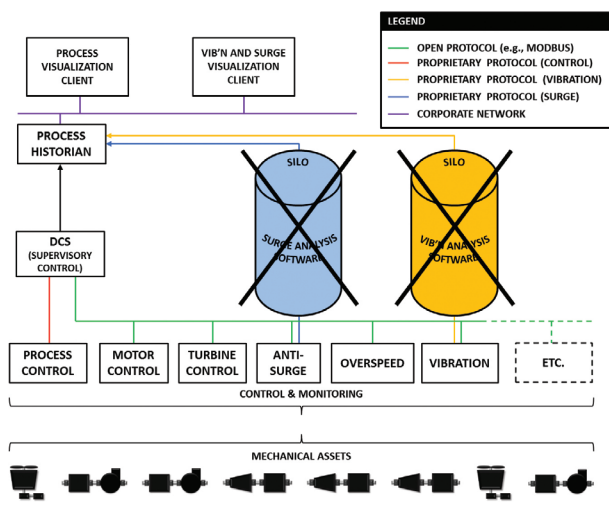 LEGEND
OPEN PROTOCOL (e.g., MODBUS)
PROPRIETARY PROTOCOL (CONTROL)
PROPRIETARY PROTOCOL (VIBRATION)
PROPRIETARY PROTOCOL (SURGE)
CORPORATE NETWORK
PROCESS
VISUALIZATION
CLIENT
VIB'N AND SURGE
VISUALIZATION
CLIENT
PROCESS
HISTORIAN
SILO
SURGE ANALYSIS
SOFTWARE
SILO
VIB'N ANALYSIS
SOFTWARE
DCS
(SUPERVISORY
CONTROL)
PROCESS
CONTROL
MOTOR
CONTROL
TURBINE
CONTROL
ANTI-
SURGE
OVERSPEED
VIBRATION
ETC.
CONTROL & MONITORING
MECHANICAL ASSETS